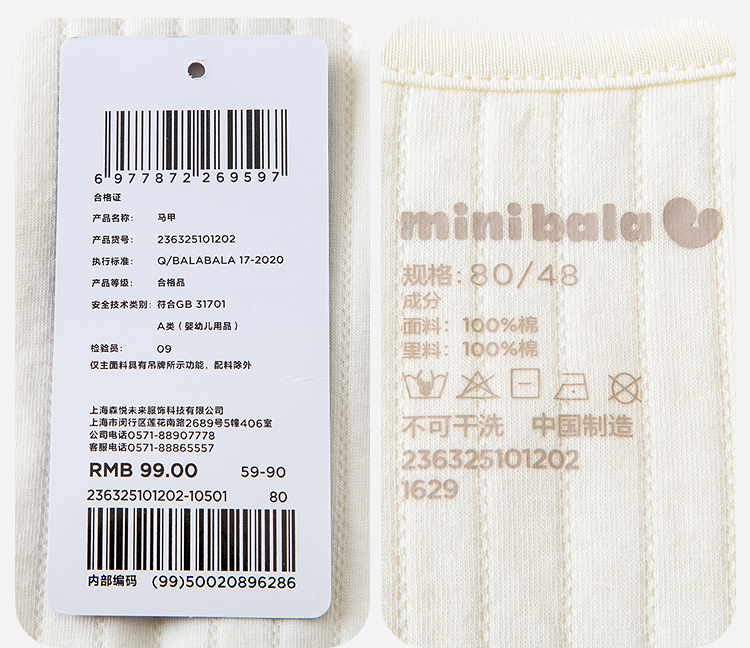 6 977872 269597
合格证
产品名称: 马甲
产品货号: 236325101202
执行标准: Q/BALABALA 17-2020
产品等级: 合格品
安全技术类别: 符合GB 31701
A类 (婴幼儿用品)
检验员: 09
仅主面料具有吊牌所示功能，配料除外
上海森悦未来服饰科技有限公司
上海市闵行区莲花南路2689号5幢406室
公司电话0571-88907778
客服电话0571-88865557
RMB 99.00 59-90
236325101202-10501 80
内部编码 (99)50020896286
mini bala
规格: 80/48
成分
面料: 100%棉
里料: 100%棉
不可干洗 中国制造
236325101202
1629